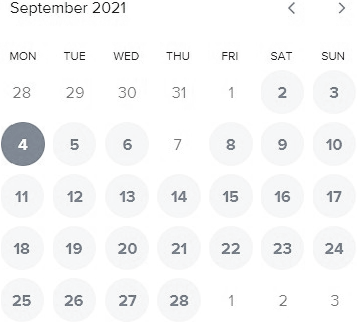 September 2021
MON TUE WED THU FRI SAT SUN
28 29 30 31 1 2 3
4 5 6 7 8 9 10
11 12 13 14 15 16 17
18 19 20 21 22 23 24
25 26 27 28 1 2 3